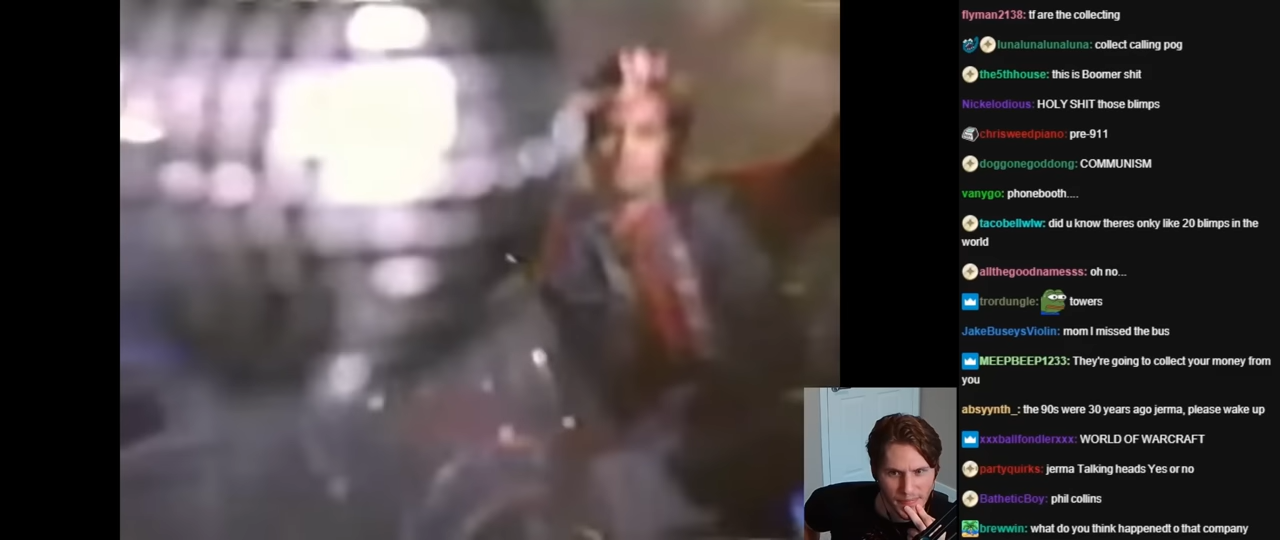 flyman2138: tf are the collecting
lunalunalunaluna: collect calling pog
the5thhouse: this is Boomer shit
Nickelodious: HOLY SHIT those blimps
chrisweedpiano: pre-911
doggonegoddong: COMMUNISM
vanygo: phonebooth....
tacobellwlw: did u know theres onky like 20 blimps in the
world
allthegoodnamesss: oh no...
trordungle: towers
JakeBuseysViolin: mom I missed the bus
MEEPBEEP1233: They're going to collect your money from
you
absyynth_: the 90s were 30 years ago jerma, please wake up
xxxballfondlerxxx: WORLD OF WARCRAFT
partyquirks: jerma Talking heads Yes or no
BatheticBoy: phil collins
brewwin: what do you think happenedt o that company